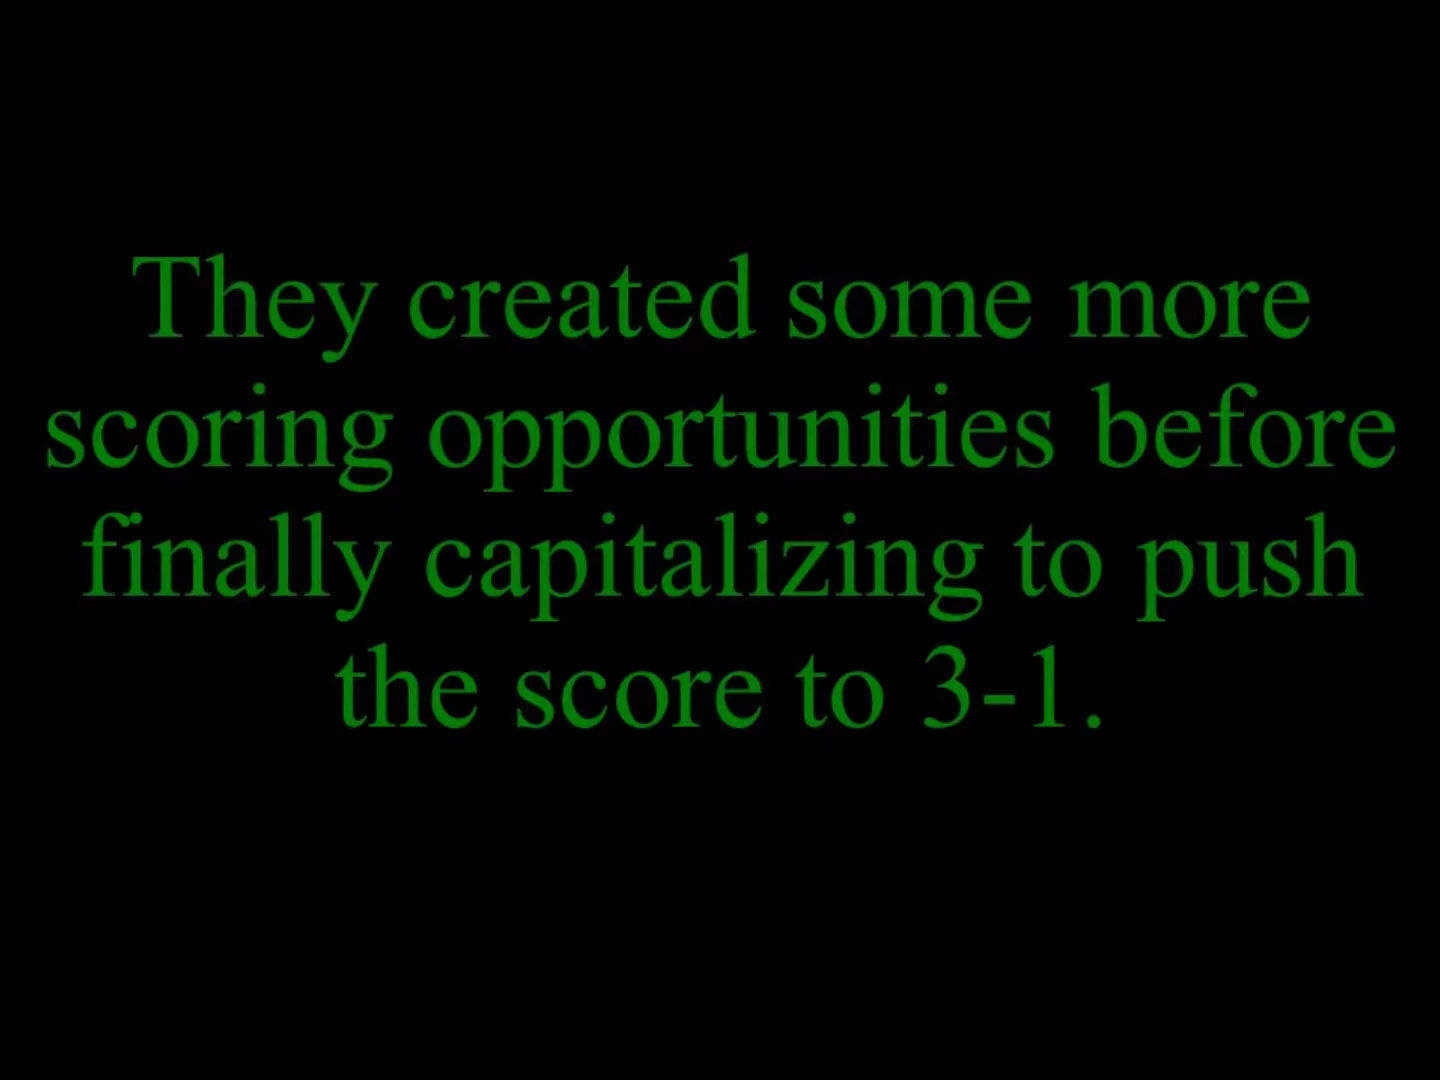 They created some more
scoring opportunities before
finally capitalizing to push
the score to 3-1.